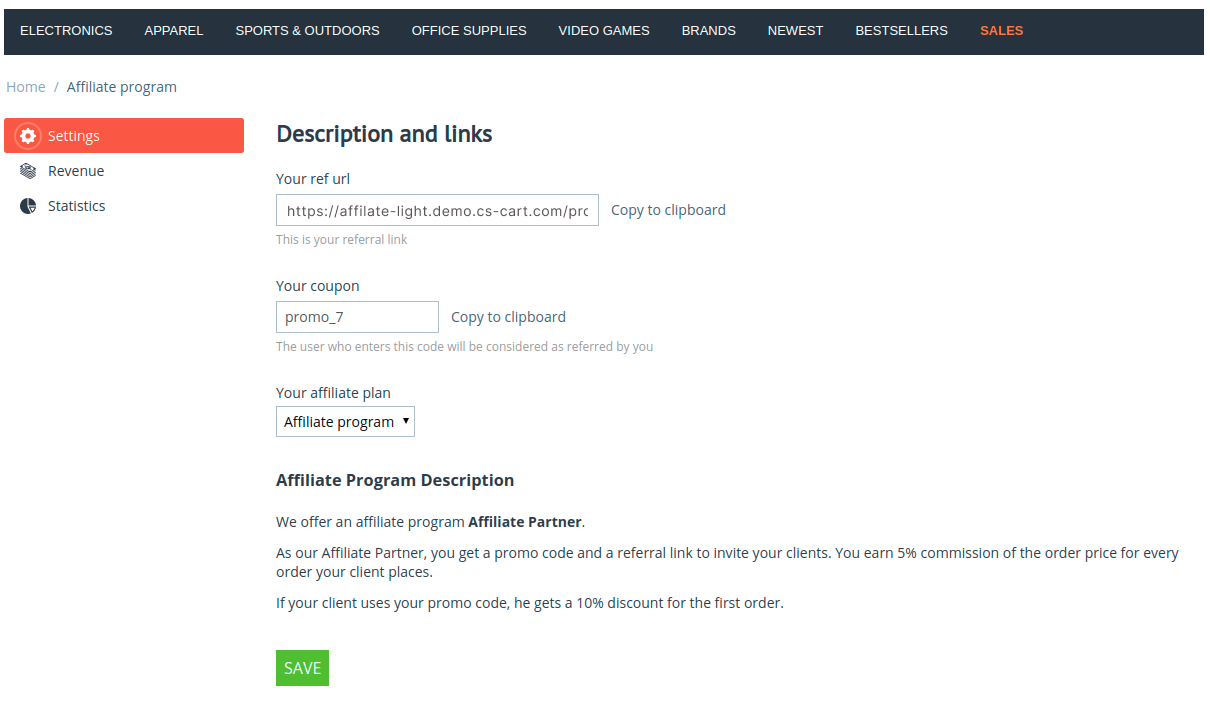 ELECTRONICS APPAREL SPORTS & OUTDOORS OFFICE SUPPLIES VIDEO GAMES BRANDS NEWEST BESTSELLERS SALES
Home / Affiliate program
Settings
Revenue
Statistics
Description and links
Your ref url
https://affilate-light.demo.cs-cart.com/prc Copy to clipboard
This is your referral link
Your coupon
promo_7 Copy to clipboard
The user who enters this code will be considered as referred by you
Your affiliate plan
Affiliate program
Affiliate Program Description
We offer an affiliate program Affiliate Partner.
As our Affiliate Partner, you get a promo code and a referral link to invite your clients. You earn 5% commission of the order price for every
order your client places.
If your client uses your promo code, he gets a 10% discount for the first order.
SAVE